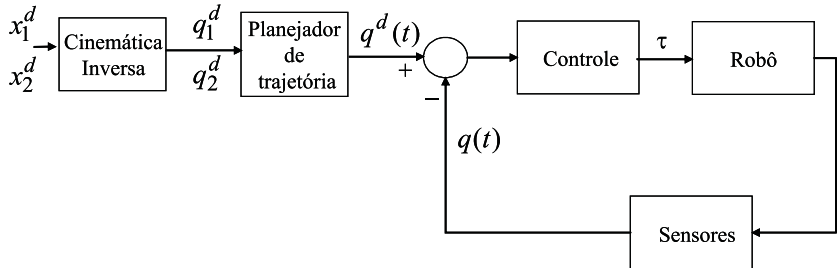 x₁ᵈ
x₂ᵈ
Cinemática
Inversa
q₁ᵈ
q₂ᵈ
Planejador
de
trajetória
qᵈ(t)
+
−
Controle
τ
Robô
q(t)
Sensores